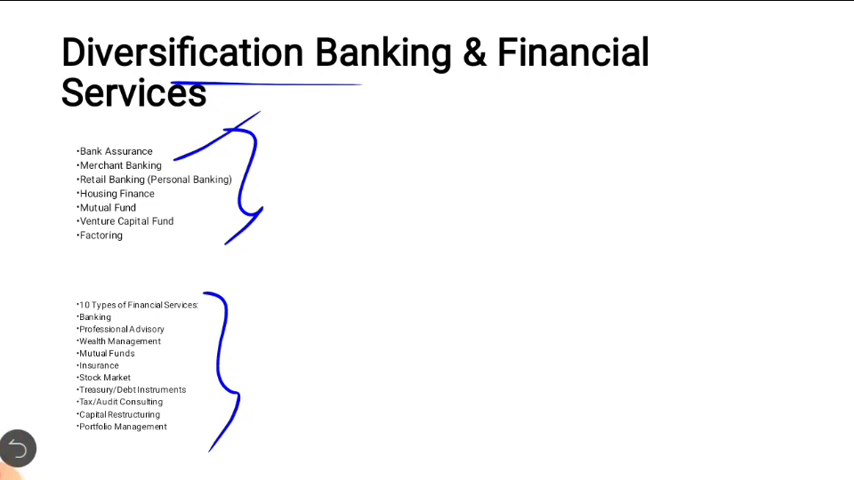 Diversification Banking & Financial
Services
•Bank Assurance
•Merchant Banking
•Retail Banking (Personal Banking)
•Housing Finance
•Mutual Fund
•Venture Capital Fund
•Factoring
•10 Types of Financial Services:
•Banking
•Professional Advisory
•Wealth Management
•Mutual Funds
•Insurance
•Stock Market
•Treasury/Debt Instruments
•Tax/Audit Consulting
•Capital Restructuring
•Portfolio Management